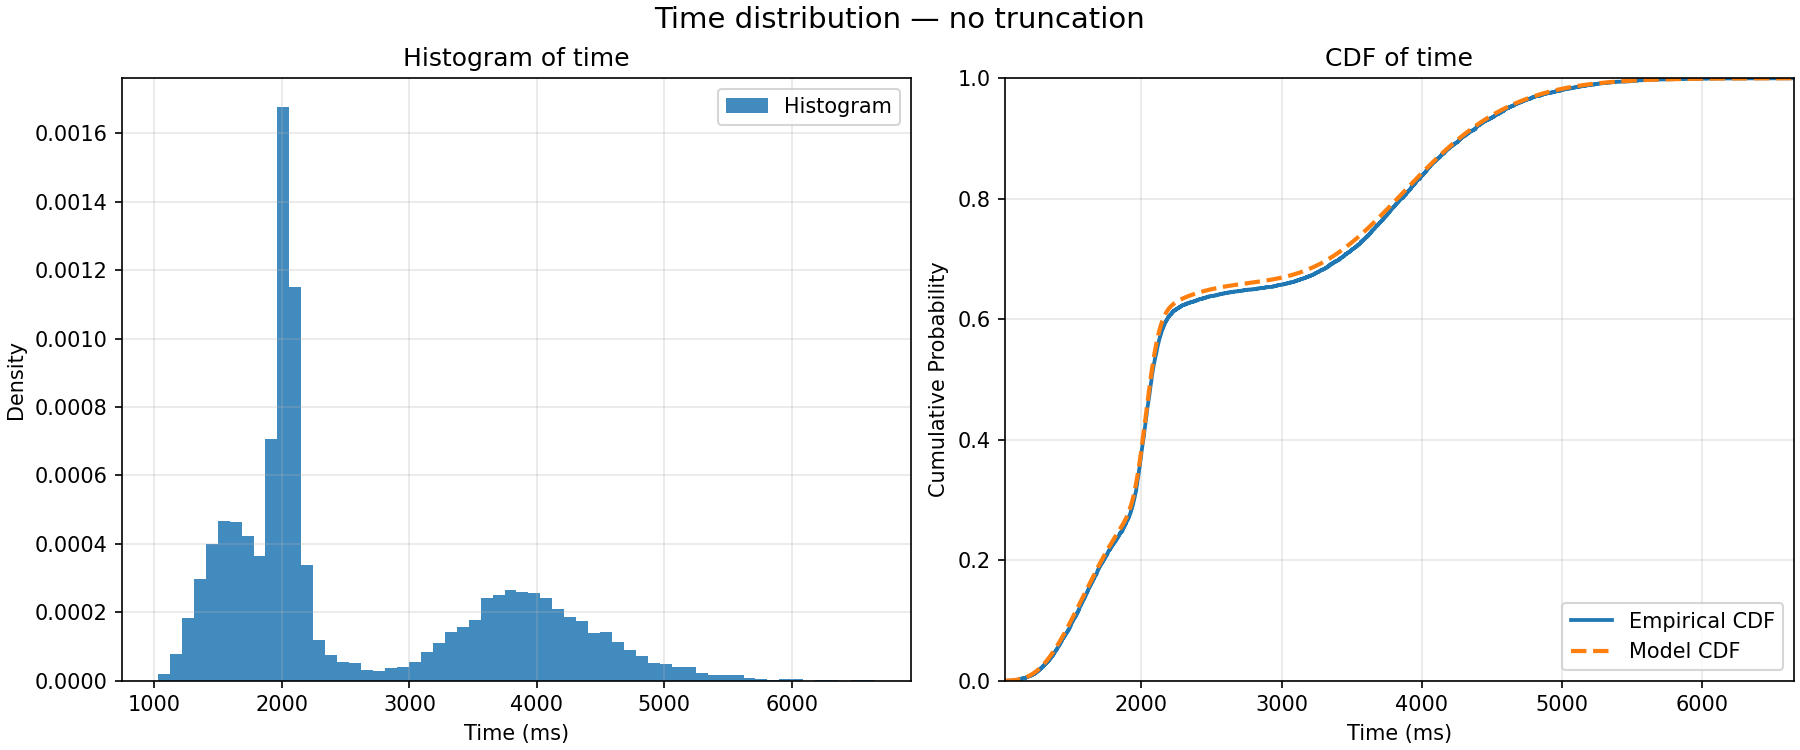 Time distribution — no truncation
Histogram of time
Histogram
0.0016
0.0014
0.0012
0.0010
0.0008
0.0006
0.0004
0.0002
0.0000
Density
1000
2000
3000
4000
5000
6000
Time (ms)
CDF of time
1.0
0.8
0.6
0.4
0.2
0.0
Cumulative Probability
Empirical CDF
Model CDF
2000
3000
4000
5000
6000
Time (ms)